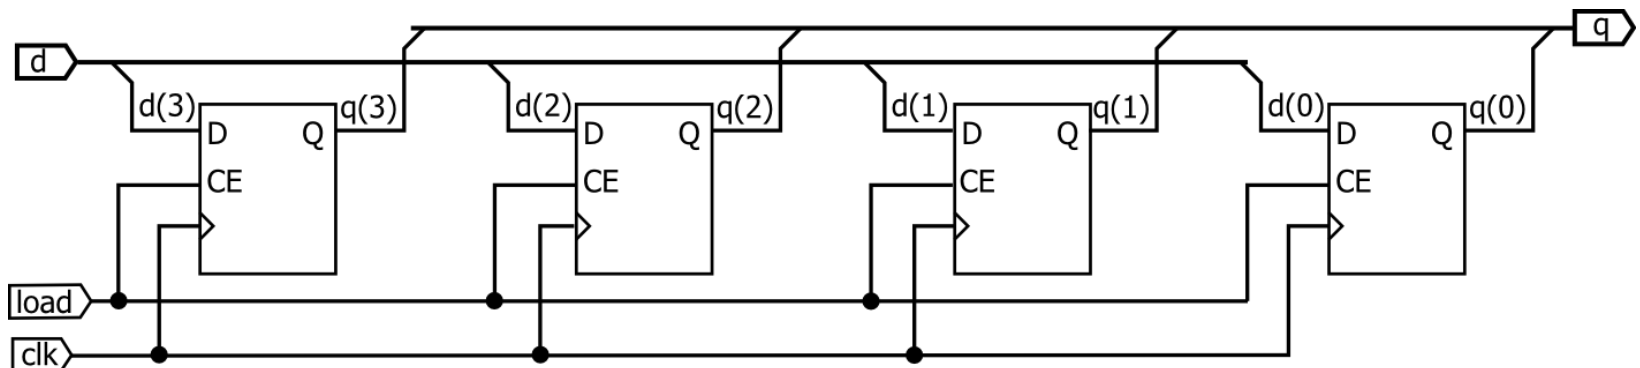 q
d
d(3) q(3) d(2) q(2) d(1) q(1) d(0) q(0)
D Q D Q D Q D Q
CE CE CE CE
load
clk